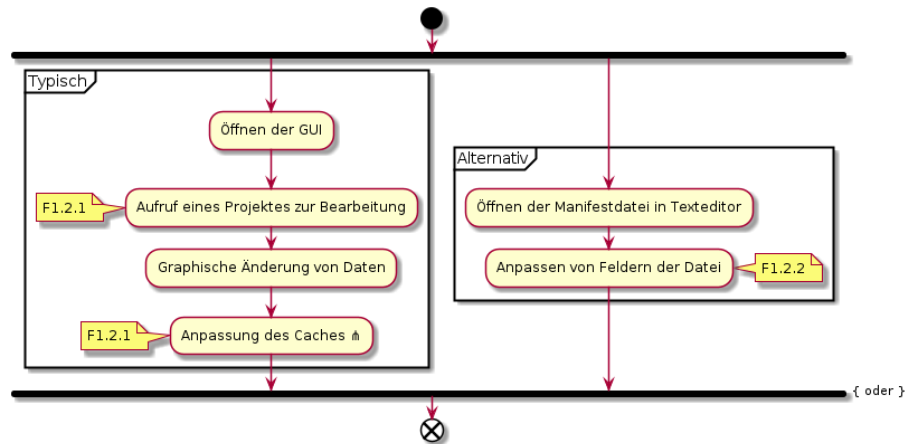 Typisch
Öffnen der GUI
F1.2.1
Aufruf eines Projektes zur Bearbeitung
Graphische Änderung von Daten
F1.2.1
Anpassung des Caches ⋔
Alternativ
Öffnen der Manifestdatei in Texteditor
Anpassen von Feldern der Datei
F1.2.2
{ oder }